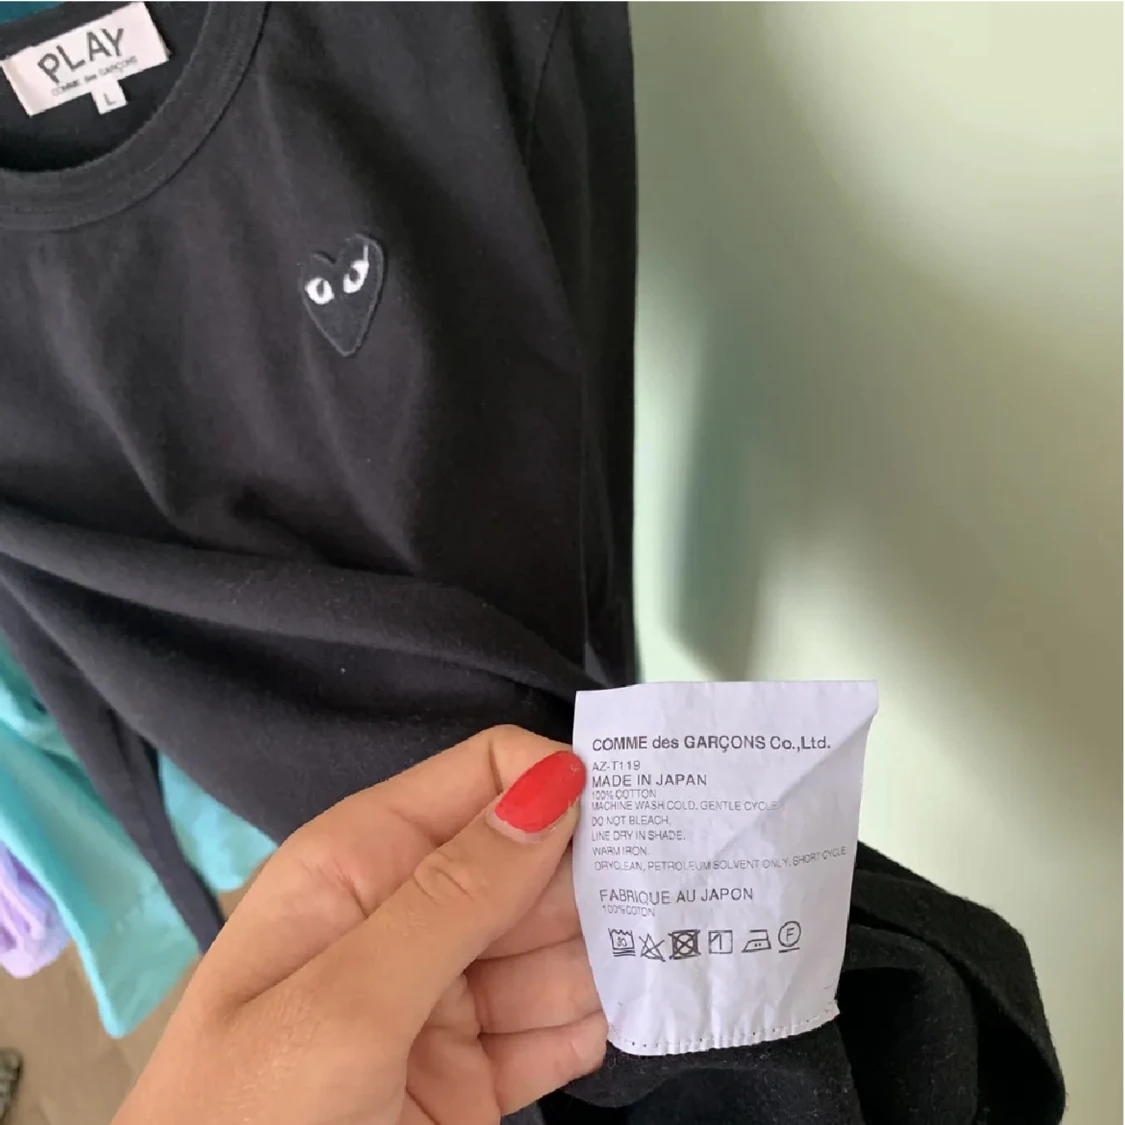 PLAY
COMME des GARÇONS
L
COMME des GARÇONS Co.,Ltd.
AZ-T119
MADE IN JAPAN
100% COTTON
MACHINE WASH COLD, GENTLE CYCLE
DO NOT BLEACH.
LINE DRY IN SHADE.
WARM IRON.
DRYCLEAN, PETROLEUM SOLVENT ONLY, SHORT CYCLE
FABRIQUE AU JAPON
100% COTON
30 F